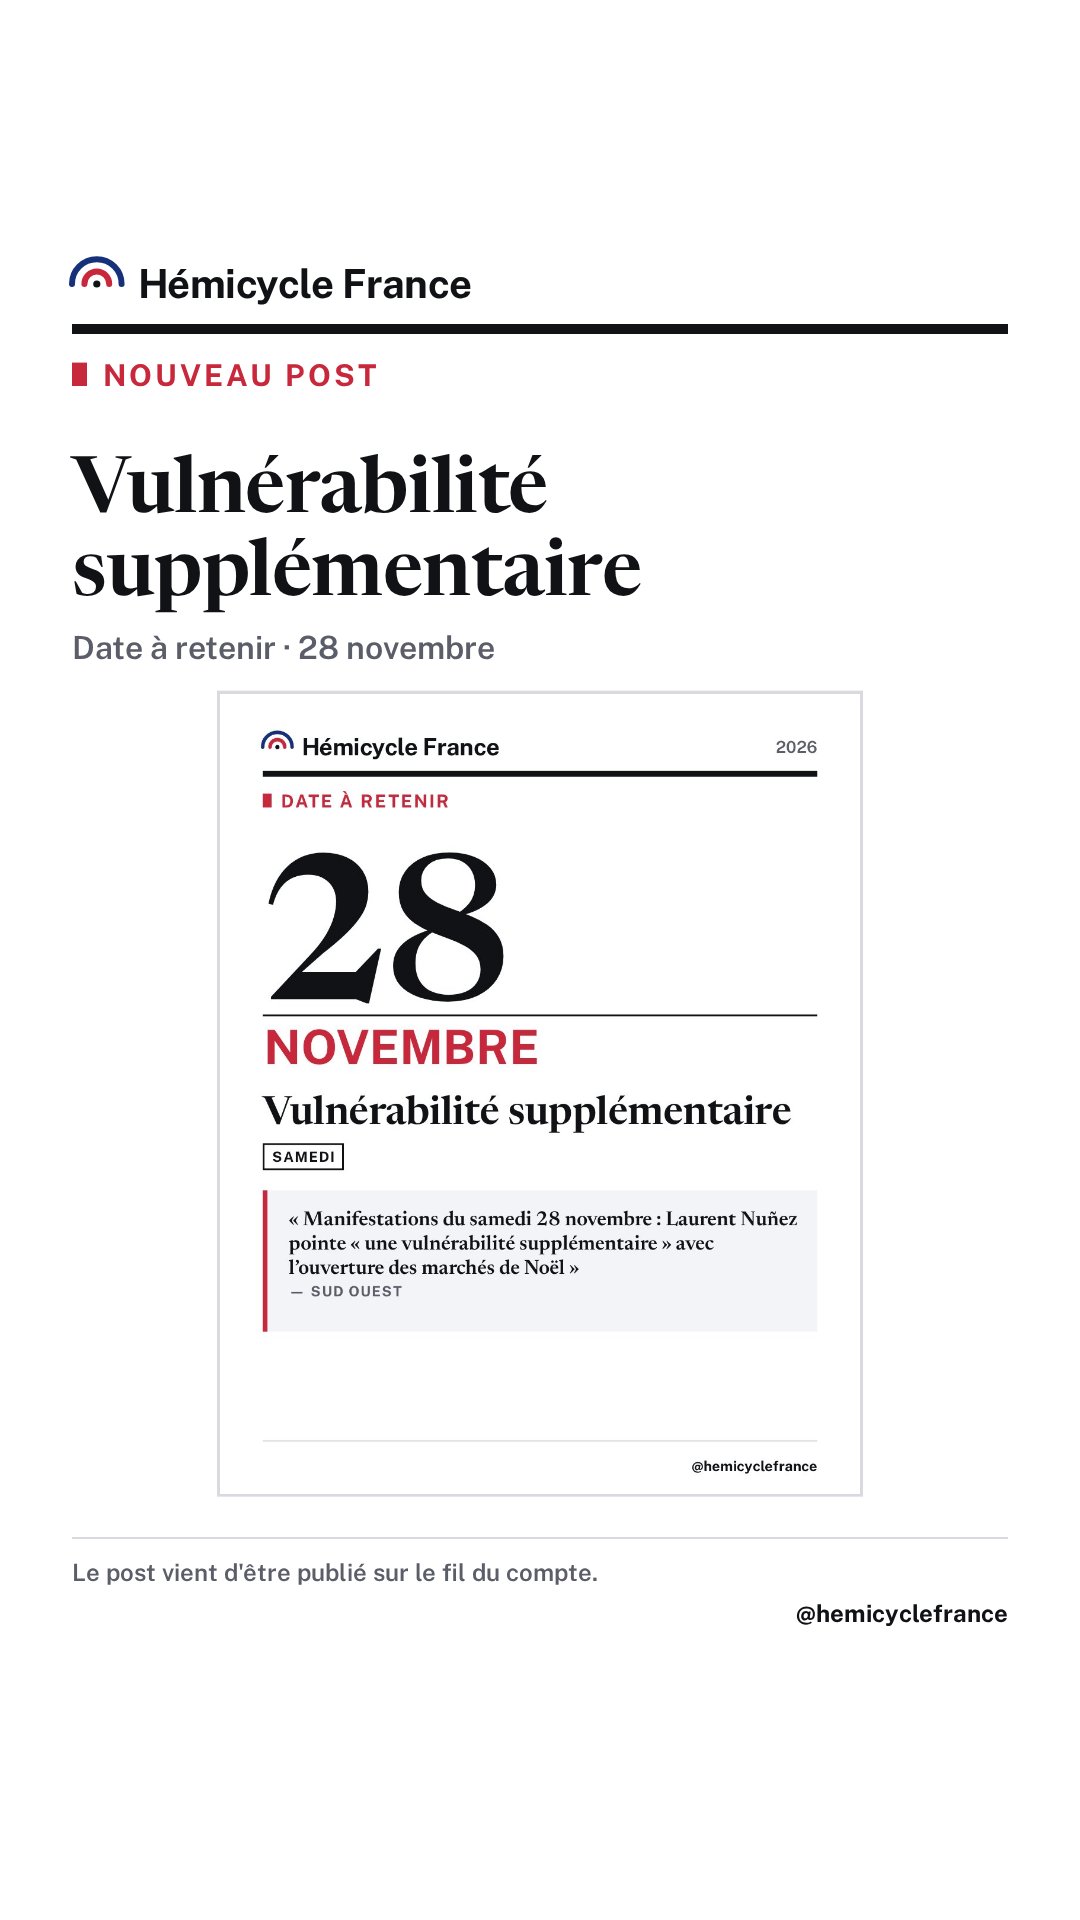 Hémicycle France
NOUVEAU POST
Vulnérabilité
supplémentaire
Date à retenir · 28 novembre
Hémicycle France
2026
DATE À RETENIR
28
NOVEMBRE
Vulnérabilité supplémentaire
SAMEDI
« Manifestations du samedi 28 novembre : Laurent Nuñez
pointe « une vulnérabilité supplémentaire » avec
l’ouverture des marchés de Noël »
— SUD OUEST
@hemicyclefrance
Le post vient d'être publié sur le fil du compte.
@hemicyclefrance